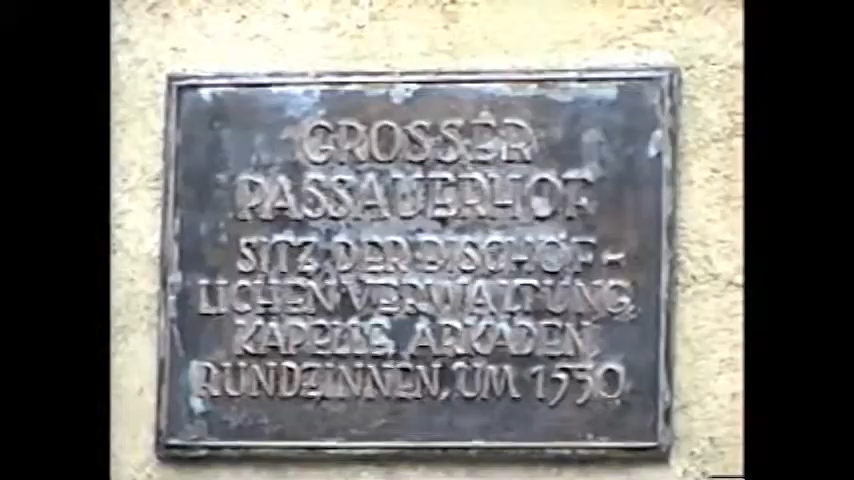 GROSSER
PASSAUERHOF
SITZ DER BISCHÖF-
LICHEN VERWALTUNG,
KAPELLE, ARKADEN,
RUNDZINNEN, UM 1550